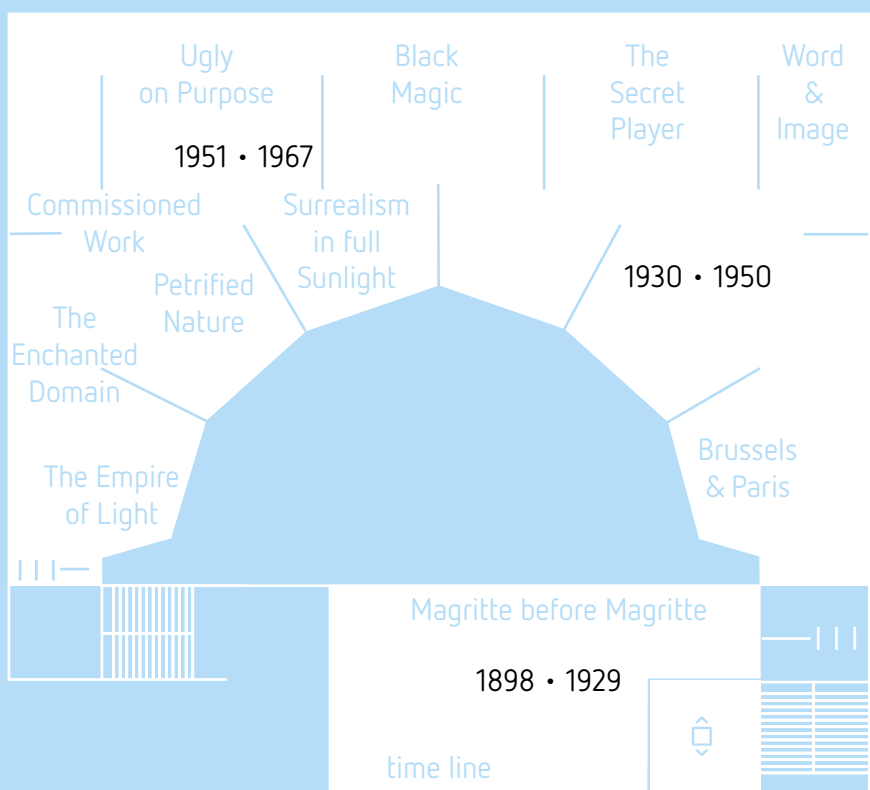 Ugly
on Purpose
Black
Magic
The
Secret
Player
Word
&
Image
1951 • 1967
Commissioned
Work
Surrealism
in full
Sunlight
Petrified
Nature
1930 • 1950
The
Enchanted
Domain
The Empire
of Light
Brussels
& Paris
Magritte before Magritte
1898 • 1929
time line